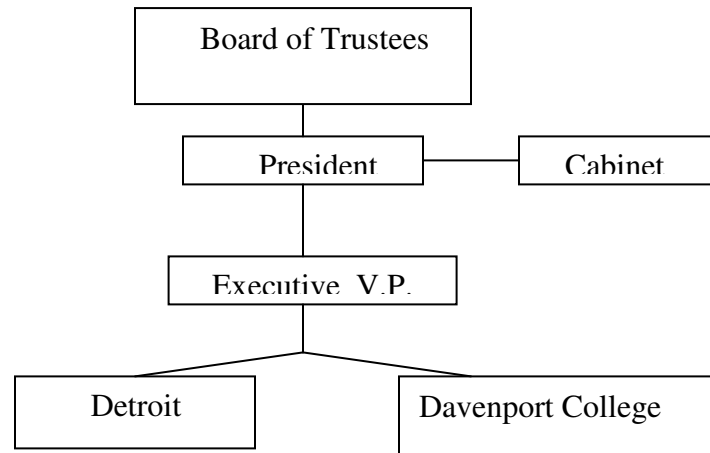 Board of Trustees
President
Cabinet
Executive V.P.
Detroit
Davenport College